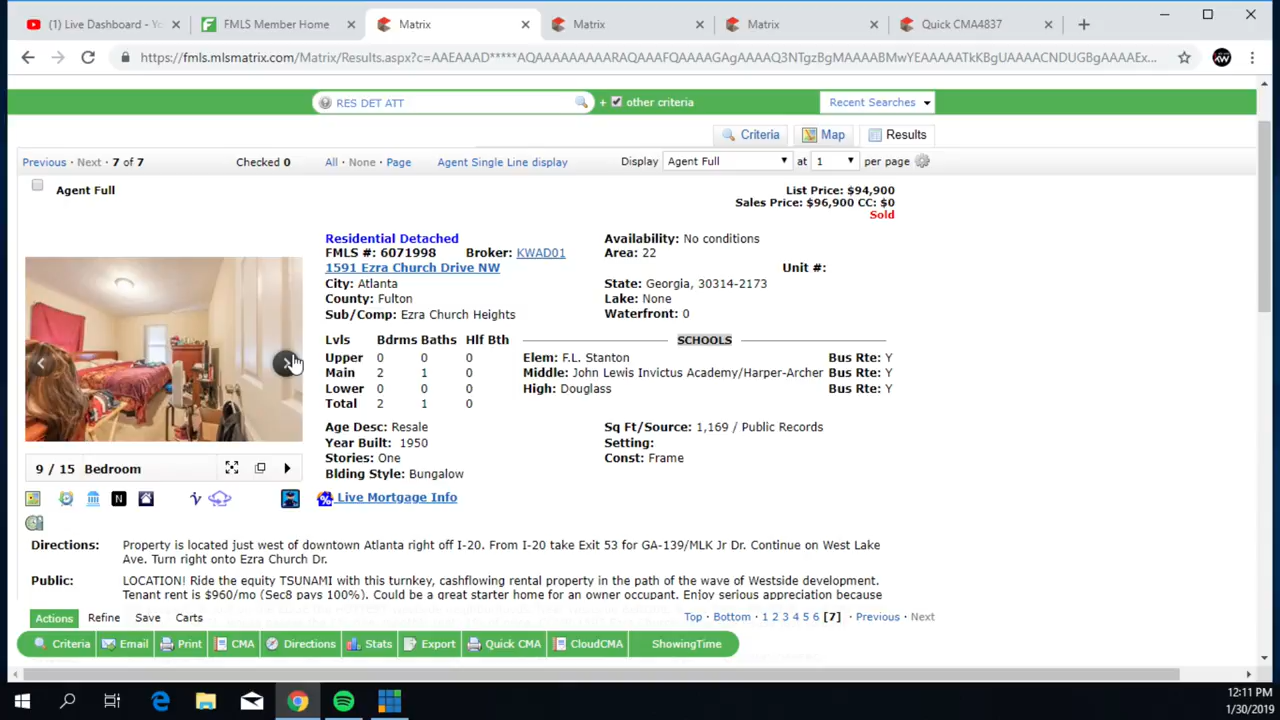 (1) Live Dashboard - Yo
FMLS Member Home
Matrix
Matrix
Matrix
Quick CMA4837
https://fmls.mlsmatrix.com/Matrix/Results.aspx?c=AAEAAAD*****AQAAAAAAAAARAQAAAFQAAAAGAgAAAAQ3NTgzBgMAAAABMwYEAAAAATkKBgUAAAACNDUGBgAAAAEx...
RES DET ATT
+ other criteria
Recent Searches
Criteria Map Results
Previous · Next · 7 of 7 Checked 0 All · None · Page Agent Single Line display Display Agent Full at 1 per page
Agent Full
List Price: $94,900
Sales Price: $96,900 CC: $0
Sold
Residential Detached Availability: No conditions
FMLS #: 6071998 Broker: KWAD01 Area: 22
1591 Ezra Church Drive NW Unit #:
City: Atlanta State: Georgia, 30314-2173
County: Fulton Lake: None
Sub/Comp: Ezra Church Heights Waterfront: 0
Lvls Bdrms Baths Hlf Bth SCHOOLS
Upper 0 0 0 Elem: F.L. Stanton Bus Rte: Y
Main 2 1 0 Middle: John Lewis Invictus Academy/Harper-Archer Bus Rte: Y
Lower 0 0 0 High: Douglass Bus Rte: Y
Total 2 1 0
Age Desc: Resale Sq Ft/Source: 1,169 / Public Records
Year Built: 1950 Setting:
Stories: One Const: Frame
Blding Style: Bungalow
9 / 15 Bedroom
N
Live Mortgage Info
Directions: Property is located just west of downtown Atlanta right off I-20. From I-20 take Exit 53 for GA-139/MLK Jr Dr. Continue on West Lake
Ave. Turn right onto Ezra Church Dr.
Public: LOCATION! Ride the equity TSUNAMI with this turnkey, cashflowing rental property in the path of the wave of Westside development.
Tenant rent is $960/mo (Sec8 pays 100%). Could be a great starter home for an owner occupant. Enjoy serious appreciation because
Actions Refine Save Carts Top · Bottom · 1 2 3 4 5 6 [7] · Previous · Next
Criteria Email Print CMA Directions Stats Export Quick CMA CloudCMA ShowingTime
12:11 PM
1/30/2019